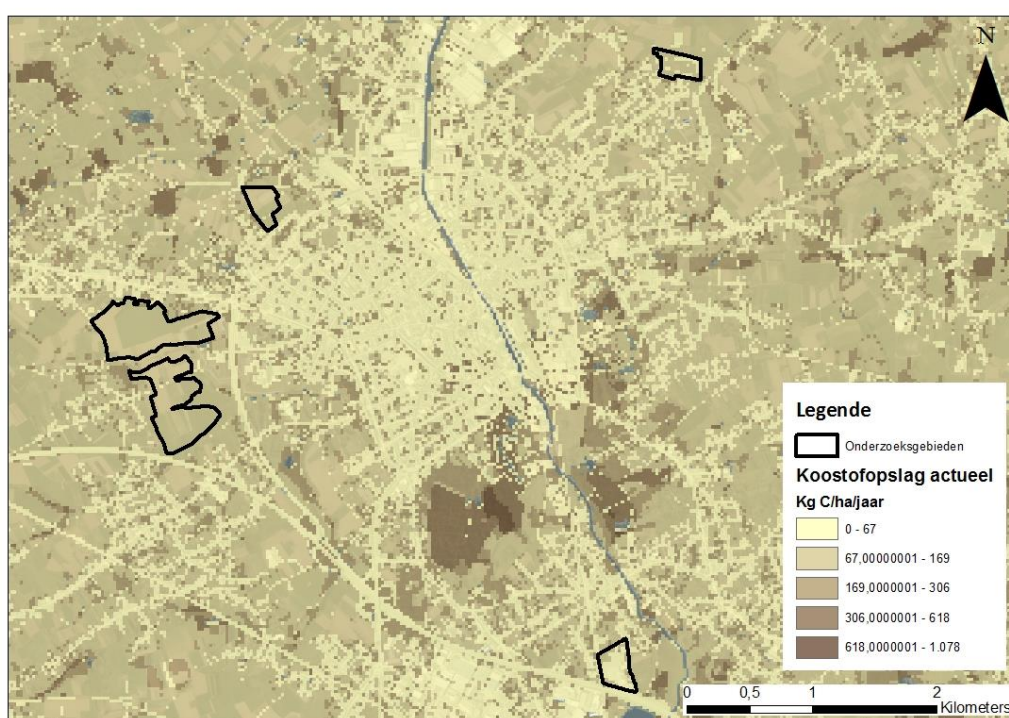 N
Legende
Onderzoeksgebieden
Koostofopslag actueel
Kg C/ha/jaar
0 - 67
67,00000001 - 169
169,0000001 - 306
306,0000001 - 618
618,0000001 - 1.078
0 0,5 1 2
Kilometers